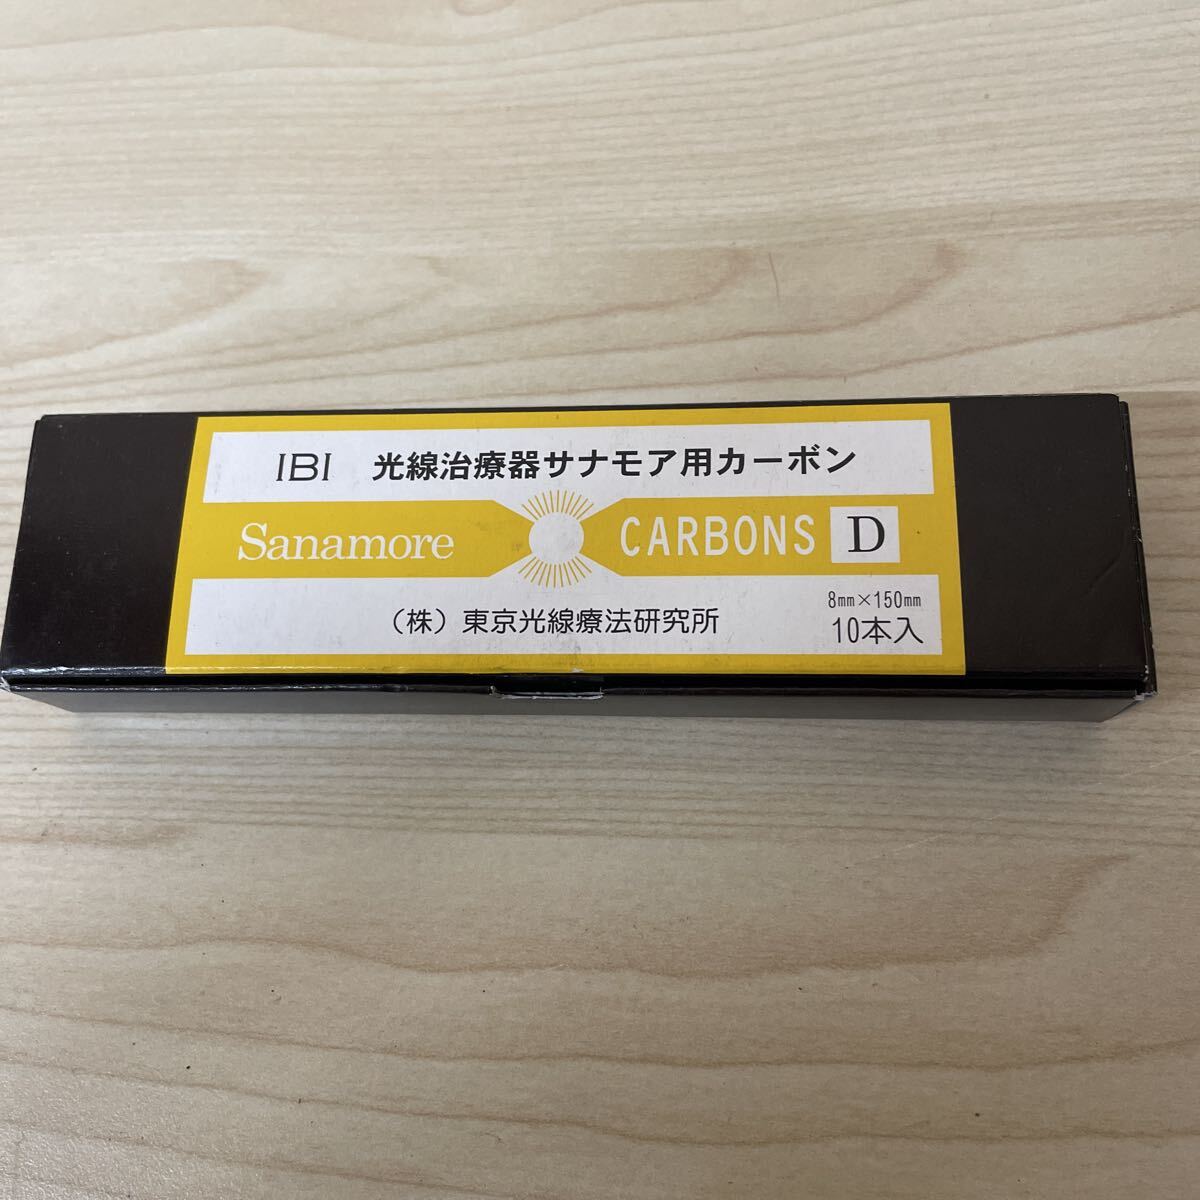 IBI 光線治療器サナモア用カーボン
Sanamore CARBONS D
8mm×150mm
(株)東京光線療法研究所 10本入